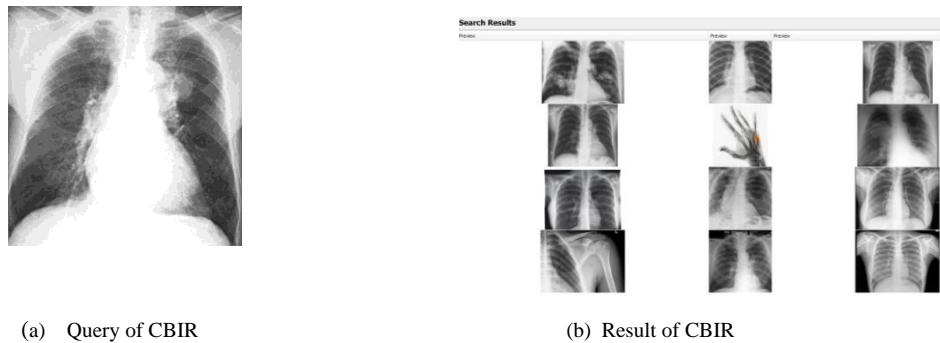 Search Results
Preview Preview Preview
(a) Query of CBIR
(b) Result of CBIR